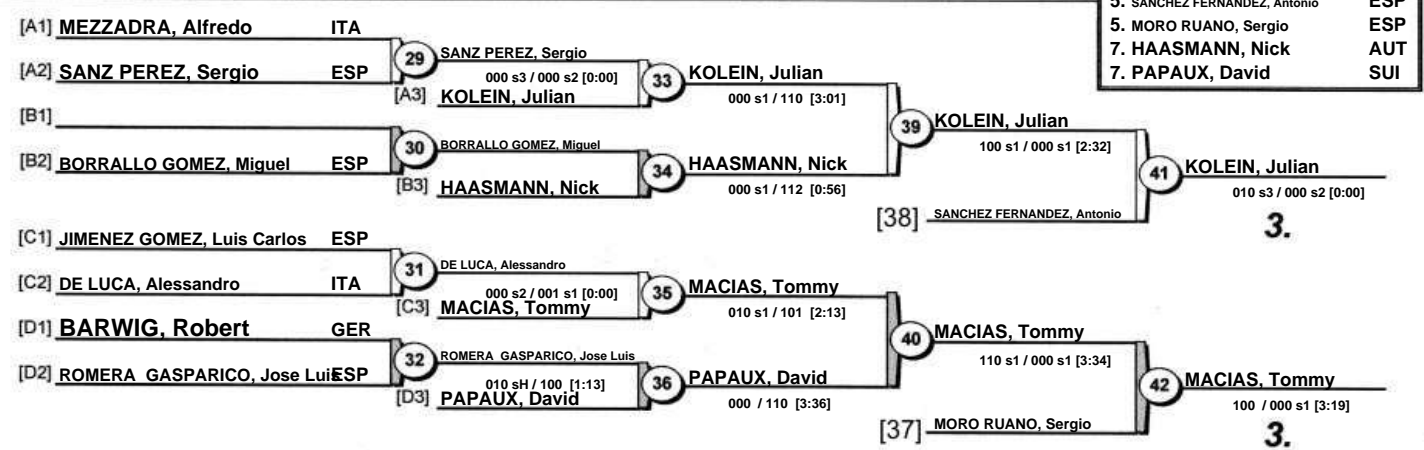 5. SANCHEZ FERNANDEZ, Antonio ESP
5. MORO RUANO, Sergio ESP
7. HAASMANN, Nick AUT
7. PAPAUX, David SUI
[A1] MEZZADRA, Alfredo ITA
29 SANZ PEREZ, Sergio
[A2] SANZ PEREZ, Sergio ESP
000 s3 / 000 s2 [0:00]
[A3] KOLEIN, Julian
33 KOLEIN, Julian
000 s1 / 110 [3:01]
[B1]
30 BORRALLO GOMEZ, Miguel
[B2] BORRALLO GOMEZ, Miguel ESP
[B3] HAASMANN, Nick
34 HAASMANN, Nick
000 s1 / 112 [0:56]
39 KOLEIN, Julian
100 s1 / 000 s1 [2:32]
[38] SANCHEZ FERNANDEZ, Antonio
41 KOLEIN, Julian
010 s3 / 000 s2 [0:00]
3.
[C1] JIMENEZ GOMEZ, Luis Carlos ESP
31 DE LUCA, Alessandro
[C2] DE LUCA, Alessandro ITA
000 s2 / 001 s1 [0:00]
[C3] MACIAS, Tommy
35 MACIAS, Tommy
010 s1 / 101 [2:13]
[D1] BARWIG, Robert GER
32 ROMERA GASPARICO, Jose Luis
[D2] ROMERA GASPARICO, Jose Luis ESP
010 sH / 100 [1:13]
[D3] PAPAUX, David
36 PAPAUX, David
000 / 110 [3:36]
40 MACIAS, Tommy
110 s1 / 000 s1 [3:34]
[37] MORO RUANO, Sergio
42 MACIAS, Tommy
100 / 000 s1 [3:19]
3.